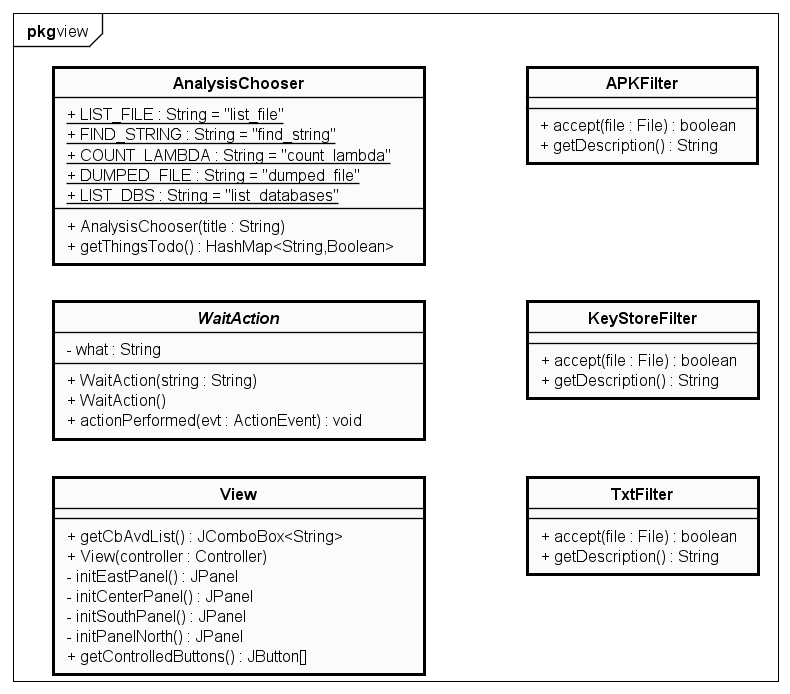 pkgview
AnalysisChooser
+ LIST_FILE : String = "list_file"
+ FIND_STRING : String = "find_string"
+ COUNT_LAMBDA : String = "count_lambda"
+ DUMPED_FILE : String = "dumped_file"
+ LIST_DBS : String = "list_databases"
+ AnalysisChooser(title : String)
+ getThingsTodo() : HashMap<String,Boolean>
APKFilter
+ accept(file : File) : boolean
+ getDescription() : String
WaitAction
- what : String
+ WaitAction(string : String)
+ WaitAction()
+ actionPerformed(evt : ActionEvent) : void
KeyStoreFilter
+ accept(file : File) : boolean
+ getDescription() : String
View
+ getCbAvdList() : JComboBox<String>
+ View(controller : Controller)
- initEastPanel() : JPanel
- initCenterPanel() : JPanel
- initSouthPanel() : JPanel
- initPanelNorth() : JPanel
+ getControlledButtons() : JButton[]
TxtFilter
+ accept(file : File) : boolean
+ getDescription() : String